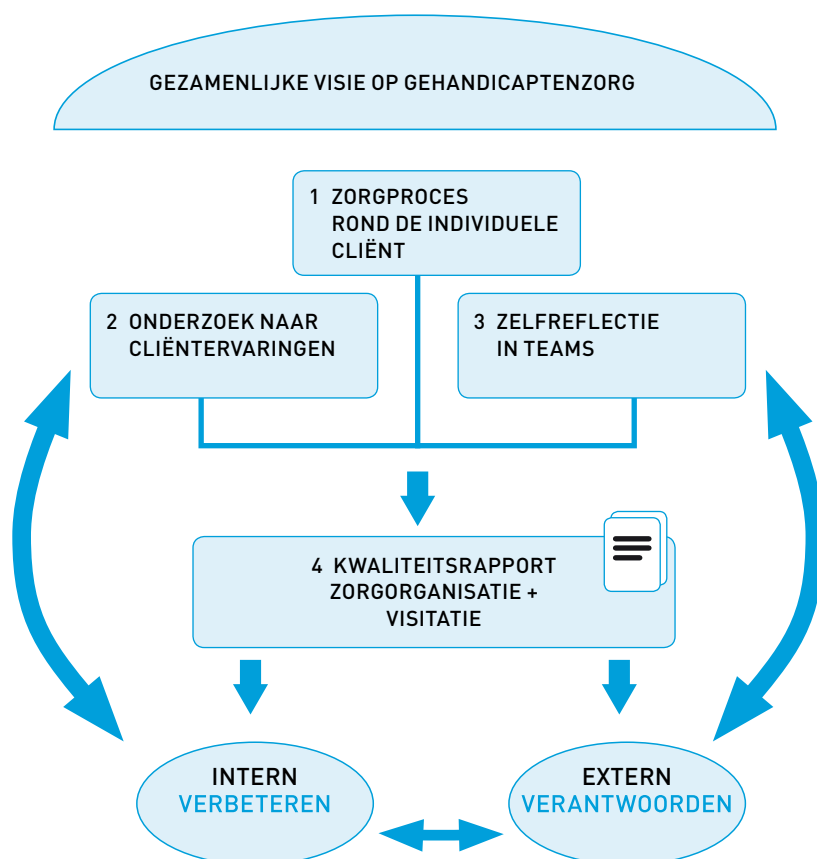 GEZAMENLIJKE VISIE OP GEHANDICAPTENZORG
1 ZORGPROCES
ROND DE INDIVIDUELE
CLIËNT
2 ONDERZOEK NAAR
CLIËNTERVARINGEN
3 ZELFREFLECTIE
IN TEAMS
4 KWALITEITSRAPPORT
ZORGORGANISATIE +
VISITATIE
INTERN
VERBETEREN
EXTERN
VERANTWOORDEN